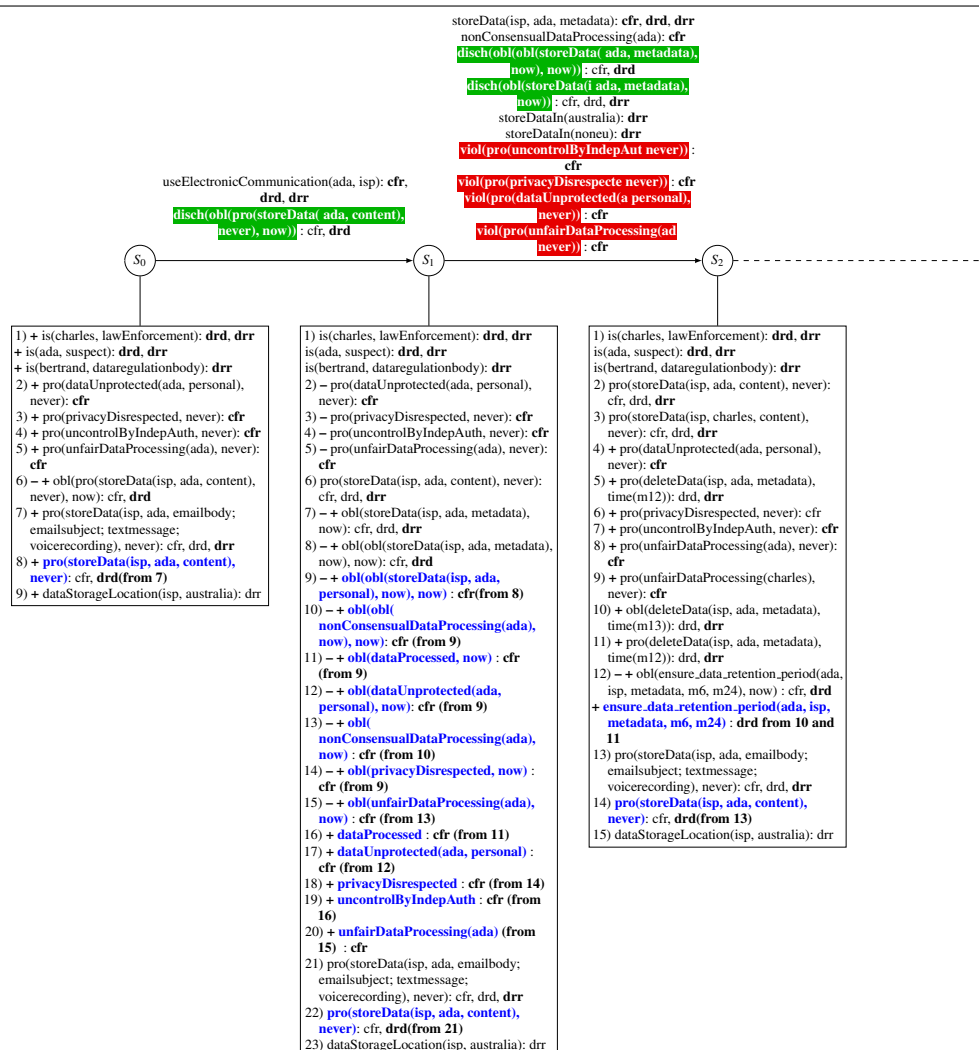 storeData(isp, ada, metadata): cfr, drd, drr
nonConsensualDataProcessing(ada): cfr
disch(obl(obl(storeData( ada, metadata),
now), now)) : cfr, drd
disch(obl(storeData(i ada, metadata),
now)) : cfr, drd, drr
storeDataIn(australia): drr
storeDataIn(noneu): drr
viol(pro(uncontrolByIndepAut never)) :
cfr
viol(pro(privacyDisrespecte never)) : cfr
viol(pro(dataUnprotected(a personal),
never)) : cfr
viol(pro(unfairDataProcessing(ad
never)) : cfr
useElectronicCommunication(ada, isp): cfr,
drd, drr
disch(obl(pro(storeData( ada, content),
never), now)) : cfr, drd
S0
S1
S2
1) + is(charles, lawEnforcement): drd, drr
+ is(ada, suspect): drd, drr
+ is(bertrand, dataregulationbody): drr
2) + pro(dataUnprotected(ada, personal),
never): cfr
3) + pro(privacyDisrespected, never): cfr
4) + pro(uncontrolByIndepAuth, never): cfr
5) + pro(unfairDataProcessing(ada), never):
cfr
6) – + obl(pro(storeData(isp, ada, content),
never), now): cfr, drd
7) + pro(storeData(isp, ada, emailbody;
emailsubject; textmessage;
voicerecording), never): cfr, drd, drr
8) + pro(storeData(isp, ada, content),
never): cfr, drd(from 7)
9) + dataStorageLocation(isp, australia): drr
1) is(charles, lawEnforcement): drd, drr
is(ada, suspect): drd, drr
is(bertrand, dataregulationbody): drr
2) – pro(dataUnprotected(ada, personal),
never): cfr
3) – pro(privacyDisrespected, never): cfr
4) – pro(uncontrolByIndepAuth, never): cfr
5) – pro(unfairDataProcessing(ada), never):
cfr
6) pro(storeData(isp, ada, content), never):
cfr, drd, drr
7) – + obl(storeData(isp, ada, metadata),
now): cfr, drd, drr
8) – + obl(obl(storeData(isp, ada, metadata),
now), now): cfr, drd
9) – + obl(obl(storeData(isp, ada,
personal), now), now) : cfr(from 8)
10) – + obl(obl(
nonConsensualDataProcessing(ada),
now), now): cfr (from 9)
11) – + obl(dataProcessed, now) : cfr
(from 9)
12) – + obl(dataUnprotected(ada,
personal), now): cfr (from 9)
13) – + obl(
nonConsensualDataProcessing(ada),
now) : cfr (from 10)
14) – + obl(privacyDisrespected, now) :
cfr (from 9)
15) – + obl(unfairDataProcessing(ada),
now) : cfr (from 13)
16) + dataProcessed : cfr (from 11)
17) + dataUnprotected(ada, personal) :
cfr (from 12)
18) + privacyDisrespected : cfr (from 14)
19) + uncontrolByIndepAuth : cfr (from
16)
20) + unfairDataProcessing(ada) (from
15) : cfr
21) pro(storeData(isp, ada, emailbody;
emailsubject; textmessage;
voicerecording), never): cfr, drd, drr
22) pro(storeData(isp, ada, content),
never): cfr, drd(from 21)
23) dataStorageLocation(isp, australia): drr
1) is(charles, lawEnforcement): drd, drr
is(ada, suspect): drd, drr
is(bertrand, dataregulationbody): drr
2) pro(storeData(isp, ada, content), never):
cfr, drd, drr
3) pro(storeData(isp, charles, content),
never): cfr, drd, drr
4) + pro(dataUnprotected(ada, personal),
never): cfr
5) + pro(deleteData(isp, ada, metadata),
time(m12)): drd, drr
6) + pro(privacyDisrespected, never): cfr
7) + pro(uncontrolByIndepAuth, never): cfr
8) + pro(unfairDataProcessing(ada), never):
cfr
9) + pro(unfairDataProcessing(charles),
never): cfr
10) + obl(deleteData(isp, ada, metadata),
time(m13)): drd, drr
11) + pro(deleteData(isp, ada, metadata),
time(m12)): drd, drr
12) – + obl(ensure_data_retention_period(ada,
isp, metadata, m6, m24), now) : cfr, drd
+ ensure_data_retention_period(ada, isp,
metadata, m6, m24) : drd from 10 and
11
13) pro(storeData(isp, ada, emailbody;
emailsubject; textmessage;
voicerecording), never): cfr, drd, drr
14) pro(storeData(isp, ada, content),
never): cfr, drd(from 13)
15) dataStorageLocation(isp, australia): drr